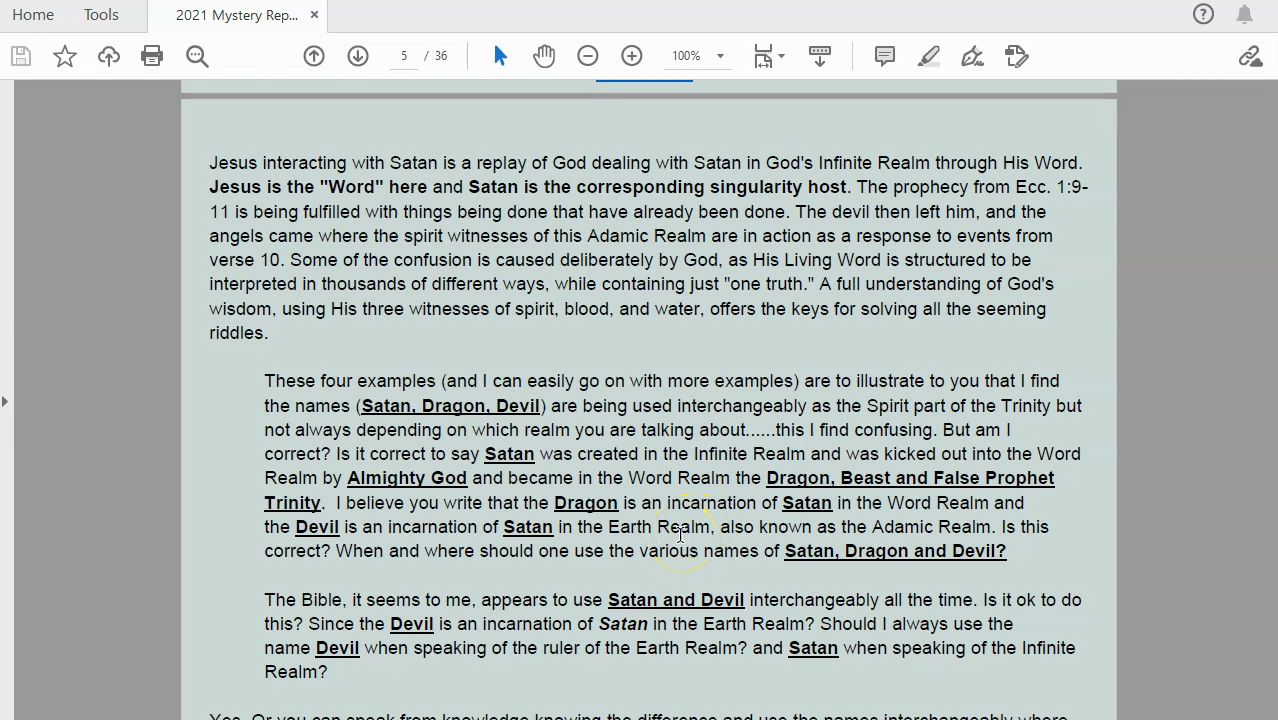 Home Tools 2021 Mystery Rep... ×
5 / 36 100%
Jesus interacting with Satan is a replay of God dealing with Satan in God's Infinite Realm through His Word.
Jesus is the "Word" here and Satan is the corresponding singularity host. The prophecy from Ecc. 1:9-
11 is being fulfilled with things being done that have already been done. The devil then left him, and the
angels came where the spirit witnesses of this Adamic Realm are in action as a response to events from
verse 10. Some of the confusion is caused deliberately by God, as His Living Word is structured to be
interpreted in thousands of different ways, while containing just "one truth." A full understanding of God's
wisdom, using His three witnesses of spirit, blood, and water, offers the keys for solving all the seeming
riddles.
These four examples (and I can easily go on with more examples) are to illustrate to you that I find
the names (Satan, Dragon, Devil) are being used interchangeably as the Spirit part of the Trinity but
not always depending on which realm you are talking about......this I find confusing. But am I
correct? Is it correct to say Satan was created in the Infinite Realm and was kicked out into the Word
Realm by Almighty God and became in the Word Realm the Dragon, Beast and False Prophet
Trinity. I believe you write that the Dragon is an incarnation of Satan in the Word Realm and
the Devil is an incarnation of Satan in the Earth Realm, also known as the Adamic Realm. Is this
correct? When and where should one use the various names of Satan, Dragon and Devil?
The Bible, it seems to me, appears to use Satan and Devil interchangeably all the time. Is it ok to do
this? Since the Devil is an incarnation of Satan in the Earth Realm? Should I always use the
name Devil when speaking of the ruler of the Earth Realm? and Satan when speaking of the Infinite
Realm?
Yes. Or you can speak from knowledge knowing the difference and use the names interchangeably where